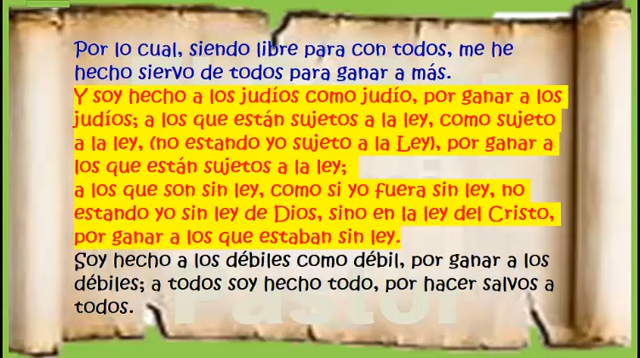 Por lo cual, siendo libre para con todos, me he
hecho siervo de todos para ganar a más.
Y soy hecho a los judíos como judío, por ganar a los
judíos; a los que están sujetos a la ley, como sujeto
a la ley, (no estando yo sujeto a la Ley), por ganar a
los que están sujetos a la ley;
a los que son sin ley, como si yo fuera sin ley, no
estando yo sin ley de Dios, sino en la ley del Cristo,
por ganar a los que estaban sin ley.
Soy hecho a los débiles como débil, por ganar a los
débiles; a todos soy hecho todo, por hacer salvos a
todos.
Pastor